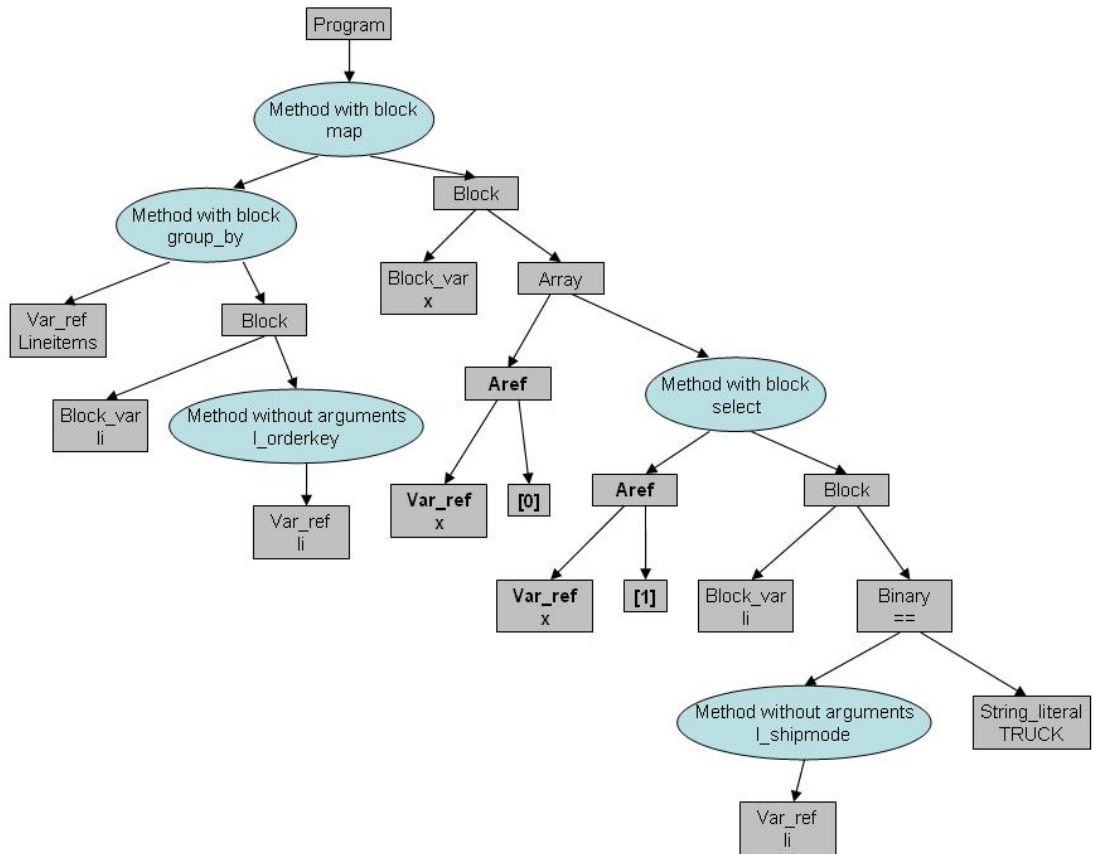 Program
Method with block
map
Block
Method with block
group_by
Block_var
x
Array
Var_ref
Lineitems
Block
Aref
Method with block
select
Block_var
li
Method without arguments
l_orderkey
Var_ref
x
[0]
Aref
Block
Var_ref
li
Var_ref
x
[1]
Block_var
li
Binary
==
Method without arguments
l_shipmode
String_literal
TRUCK
Var_ref
li